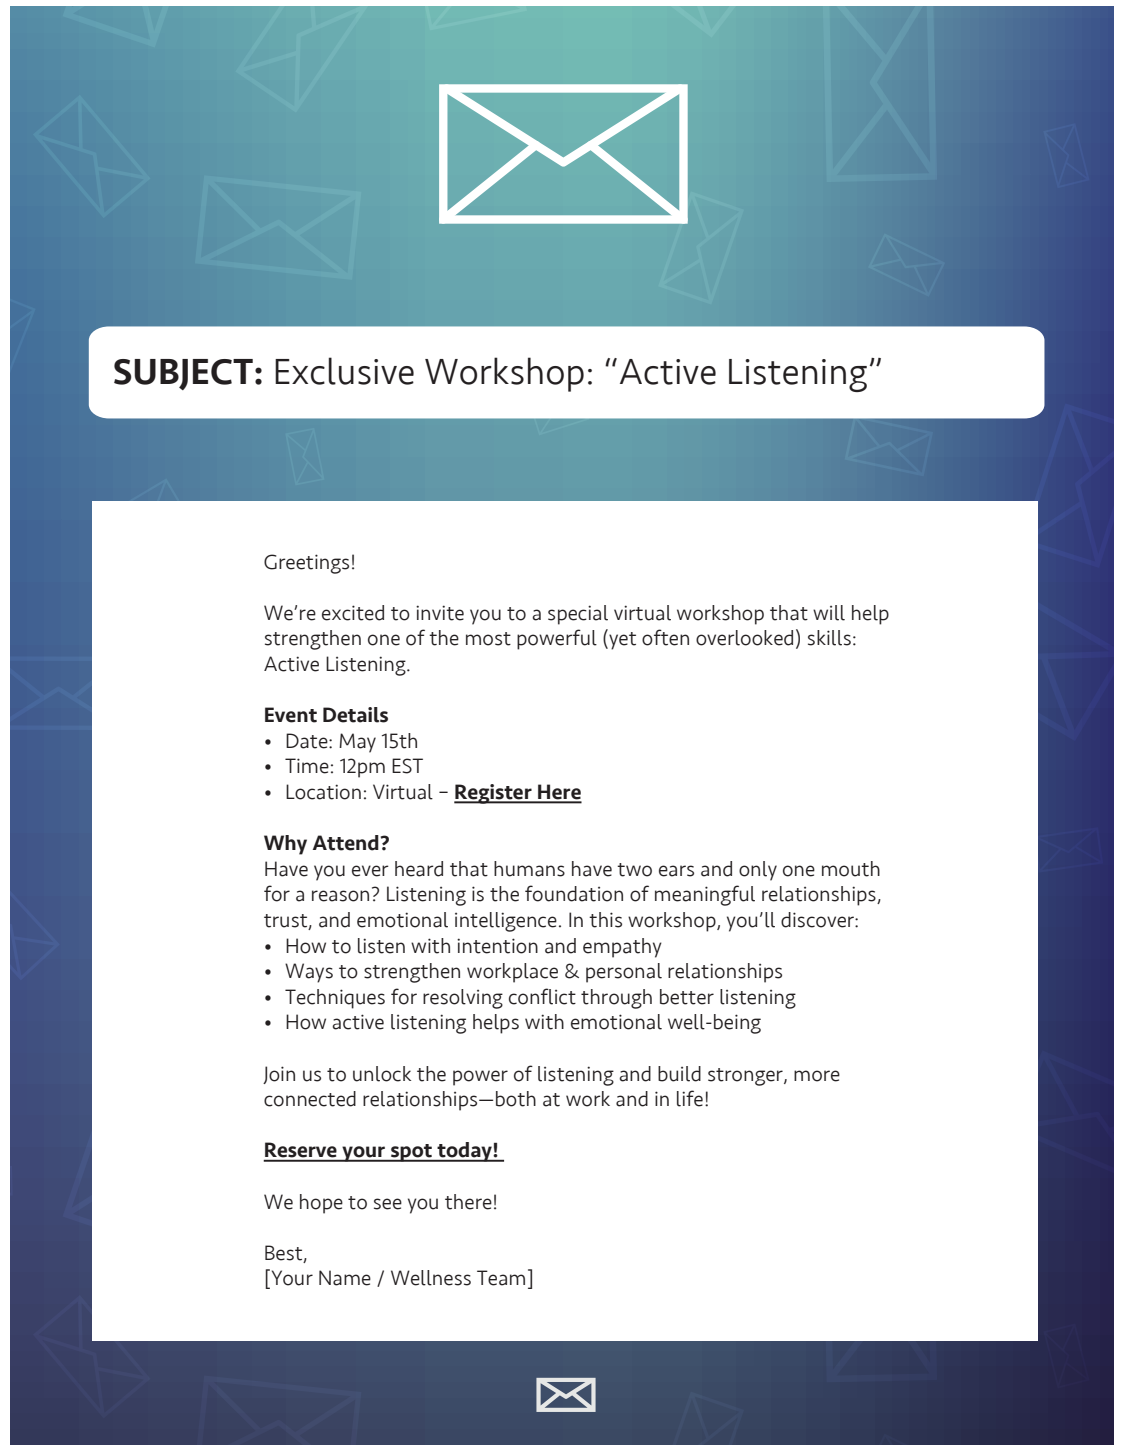 SUBJECT: Exclusive Workshop: “Active Listening”
Greetings!
We’re excited to invite you to a special virtual workshop that will help
strengthen one of the most powerful (yet often overlooked) skills:
Active Listening.
Event Details
• Date: May 15th
• Time: 12pm EST
• Location: Virtual – Register Here
Why Attend?
Have you ever heard that humans have two ears and only one mouth
for a reason? Listening is the foundation of meaningful relationships,
trust, and emotional intelligence. In this workshop, you’ll discover:
• How to listen with intention and empathy
• Ways to strengthen workplace & personal relationships
• Techniques for resolving conflict through better listening
• How active listening helps with emotional well-being
Join us to unlock the power of listening and build stronger, more
connected relationships—both at work and in life!
Reserve your spot today!
We hope to see you there!
Best,
[Your Name / Wellness Team]